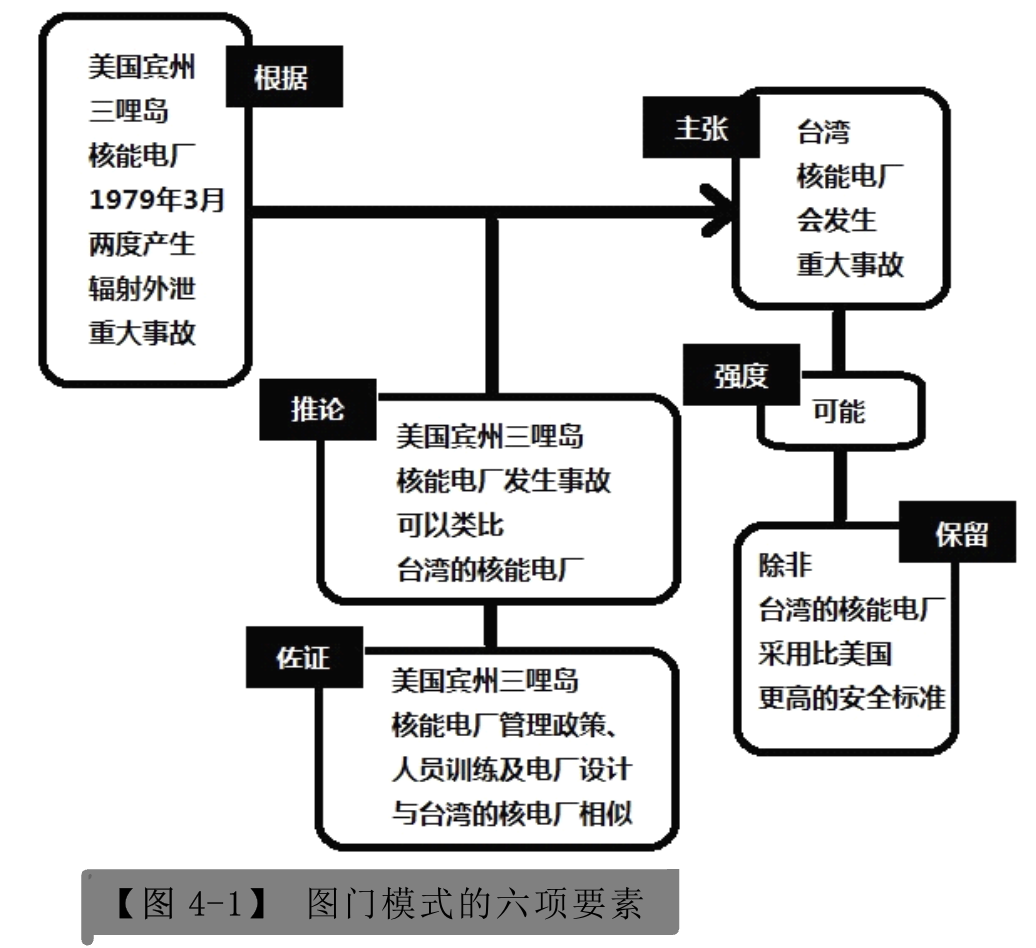 根据
美国宾州
三哩岛
核能电厂
1979年3月
两度产生
辐射外泄
重大事故
主张
台湾
核能电厂
会发生
重大事故
推论
美国宾州三哩岛
核能电厂发生事故
可以类比
台湾的核能电厂
强度
可能
佐证
美国宾州三哩岛
核能电厂管理政策、
人员训练及电厂设计
与台湾的核电厂相似
保留
除非
台湾的核能电厂
采用比美国
更高的安全标准
【图 4-1】 图门模式的六项要素